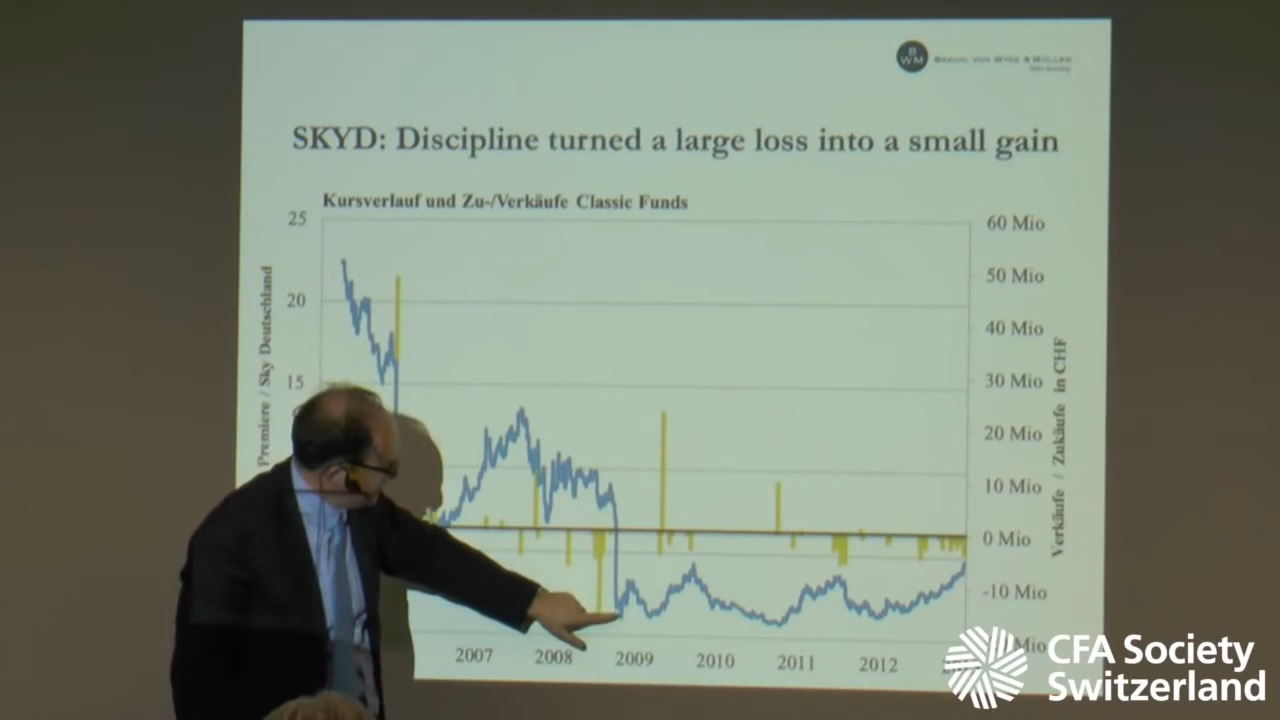 BWM BRAUN, VON WYSS & MÜLLER
SKYD: Discipline turned a large loss into a small gain
Kursverlauf und Zu-/Verkäufe Classic Funds
25
20
15
Premiere / Sky Deutschland
60 Mio
50 Mio
40 Mio
30 Mio
20 Mio
10 Mio
0 Mio
-10 Mio
Mio
Verkäufe / Zukäufe in CHF
2007 2008 2009 2010 2011 2012
CFA Society
Switzerland